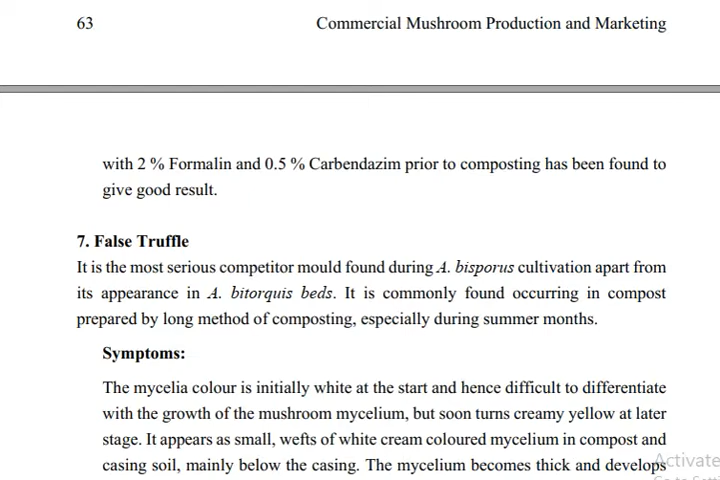 63 Commercial Mushroom Production and Marketing
with 2 % Formalin and 0.5 % Carbendazim prior to composting has been found to
give good result.
7. False Truffle
It is the most serious competitor mould found during A. bisporus cultivation apart from
its appearance in A. bitorquis beds. It is commonly found occurring in compost
prepared by long method of composting, especially during summer months.
Symptoms:
The mycelia colour is initially white at the start and hence difficult to differentiate
with the growth of the mushroom mycelium, but soon turns creamy yellow at later
stage. It appears as small, wefts of white cream coloured mycelium in compost and
casing soil, mainly below the casing. The mycelium becomes thick and develops
Activate